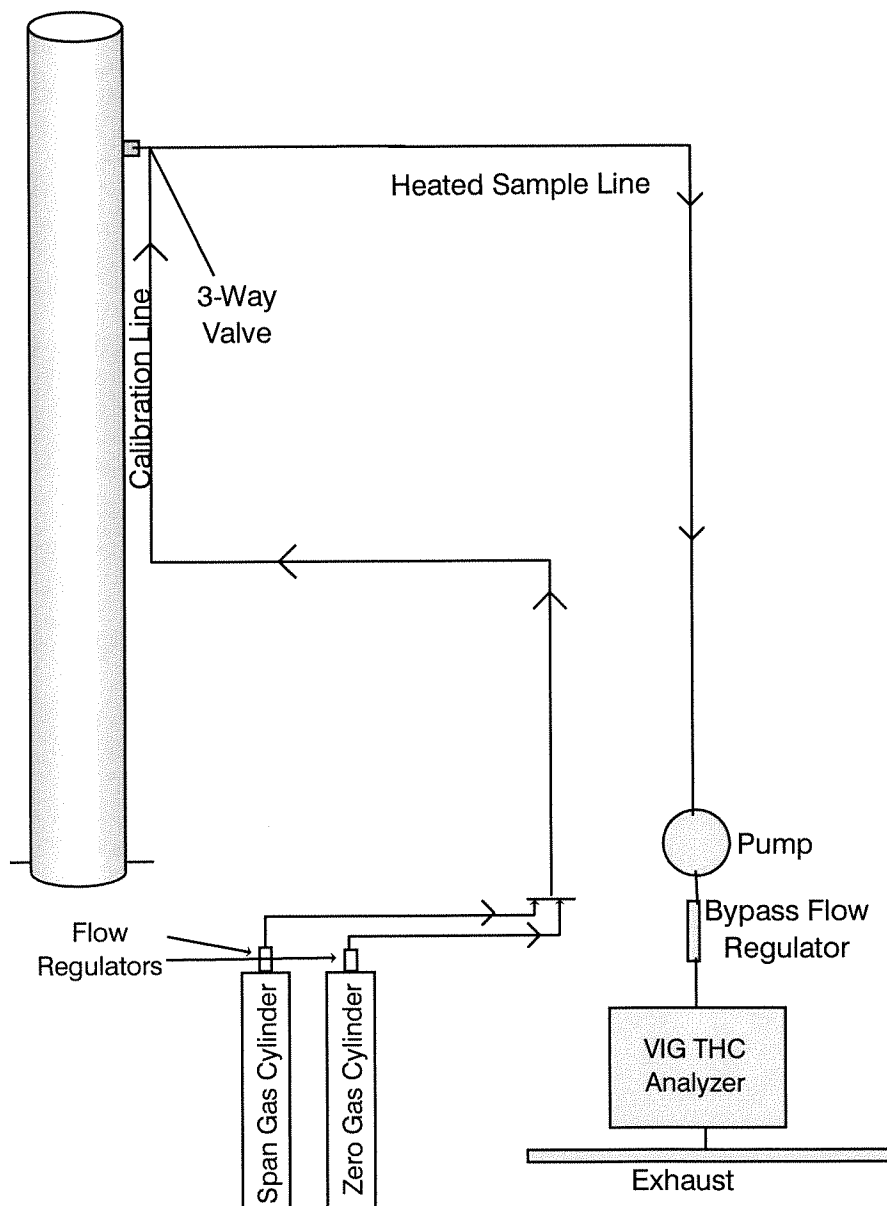 Heated Sample Line
3-Way
Valve
Calibration Line
Pump
Bypass Flow
Regulator
Flow
Regulators
Span Gas Cylinder
Zero Gas Cylinder
VIG THC
Analyzer
Exhaust